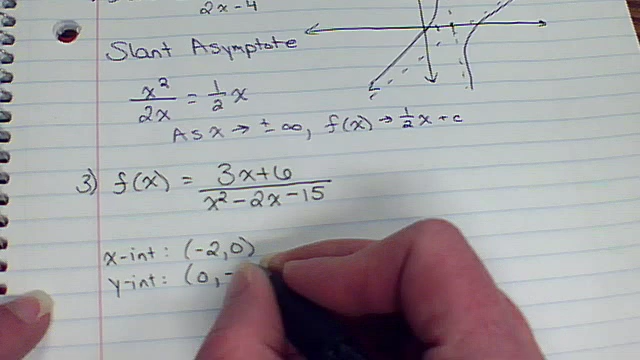 2x-4
Slant Asymptote
x² / 2x = 1/2 x
As x → ± ∞, f(x) → 1/2 x + c
3) f(x) = 3x+6 / x² - 2x - 15
x-int: (-2,0)
y-int: (0,-